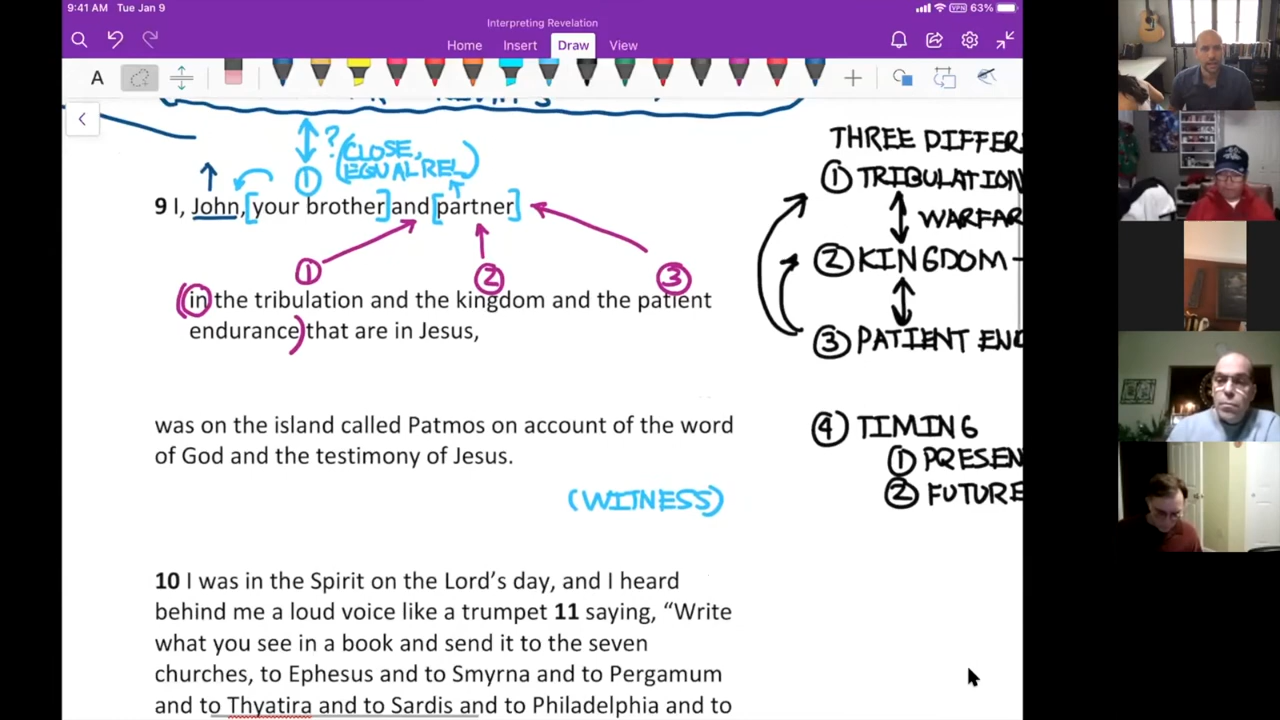 9:41 AM Tue Jan 9
VPN 63%
Interpreting Revelation
Home Insert Draw View
A
? (CLOSE,
EQUAL REL)
1
9 I, John, [your brother] and [partner]
1 2 3
(in the tribulation and the kingdom and the patient
endurance) that are in Jesus,
was on the island called Patmos on account of the word
of God and the testimony of Jesus.
(WITNESS)
10 I was in the Spirit on the Lord’s day, and I heard
behind me a loud voice like a trumpet 11 saying, “Write
what you see in a book and send it to the seven
churches, to Ephesus and to Smyrna and to Pergamum
and to Thyatira and to Sardis and to Philadelphia and to
THREE DIFFER
1 TRIBULATION
WARFAR
2 KINGDOM -
3 PATIENT END
4 TIMING
1 PRESEN
2 FUTURE